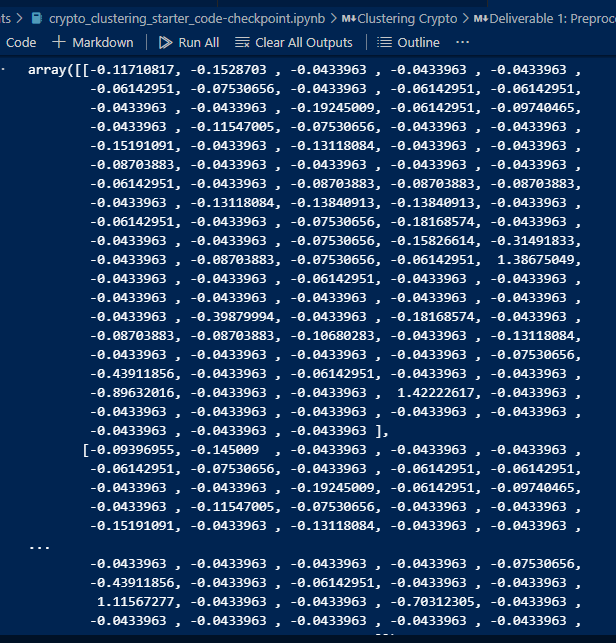 ts > crypto_clustering_starter_code-checkpoint.ipynb > M↓Clustering Crypto > M↓Deliverable 1: Preproce
Code + Markdown | Run All Clear All Outputs | Outline ...
array([[-0.11710817, -0.1528703 , -0.0433963 , -0.0433963 , -0.0433963 ,
-0.06142951, -0.07530656, -0.0433963 , -0.06142951, -0.06142951,
-0.0433963 , -0.0433963 , -0.19245009, -0.06142951, -0.09740465,
-0.0433963 , -0.11547005, -0.07530656, -0.0433963 , -0.0433963 ,
-0.15191091, -0.0433963 , -0.13118084, -0.0433963 , -0.0433963 ,
-0.08703883, -0.0433963 , -0.0433963 , -0.0433963 , -0.0433963 ,
-0.06142951, -0.0433963 , -0.08703883, -0.08703883, -0.08703883,
-0.0433963 , -0.13118084, -0.13840913, -0.13840913, -0.0433963 ,
-0.06142951, -0.0433963 , -0.07530656, -0.18168574, -0.0433963 ,
-0.0433963 , -0.0433963 , -0.07530656, -0.15826614, -0.31491833,
-0.0433963 , -0.08703883, -0.07530656, -0.06142951, 1.38675049,
-0.0433963 , -0.0433963 , -0.06142951, -0.0433963 , -0.0433963 ,
-0.0433963 , -0.0433963 , -0.0433963 , -0.0433963 , -0.0433963 ,
-0.0433963 , -0.39879994, -0.0433963 , -0.18168574, -0.0433963 ,
-0.08703883, -0.08703883, -0.10680283, -0.0433963 , -0.13118084,
-0.0433963 , -0.0433963 , -0.0433963 , -0.0433963 , -0.07530656,
-0.43911856, -0.0433963 , -0.06142951, -0.0433963 , -0.0433963 ,
-0.89632016, -0.0433963 , -0.0433963 , 1.42222617, -0.0433963 ,
-0.0433963 , -0.0433963 , -0.0433963 , -0.0433963 , -0.0433963 ,
-0.0433963 , -0.0433963 , -0.0433963 ],
[-0.09396955, -0.145009 , -0.0433963 , -0.0433963 , -0.0433963 ,
-0.06142951, -0.07530656, -0.0433963 , -0.06142951, -0.06142951,
-0.0433963 , -0.0433963 , -0.19245009, -0.06142951, -0.09740465,
-0.0433963 , -0.11547005, -0.07530656, -0.0433963 , -0.0433963 ,
-0.15191091, -0.0433963 , -0.13118084, -0.0433963 , -0.0433963 ,
...
-0.0433963 , -0.0433963 , -0.0433963 , -0.0433963 , -0.07530656,
-0.43911856, -0.0433963 , -0.06142951, -0.0433963 , -0.0433963 ,
1.11567277, -0.0433963 , -0.0433963 , -0.70312305, -0.0433963 ,
-0.0433963 , -0.0433963 , -0.0433963 , -0.0433963 , -0.0433963 ,